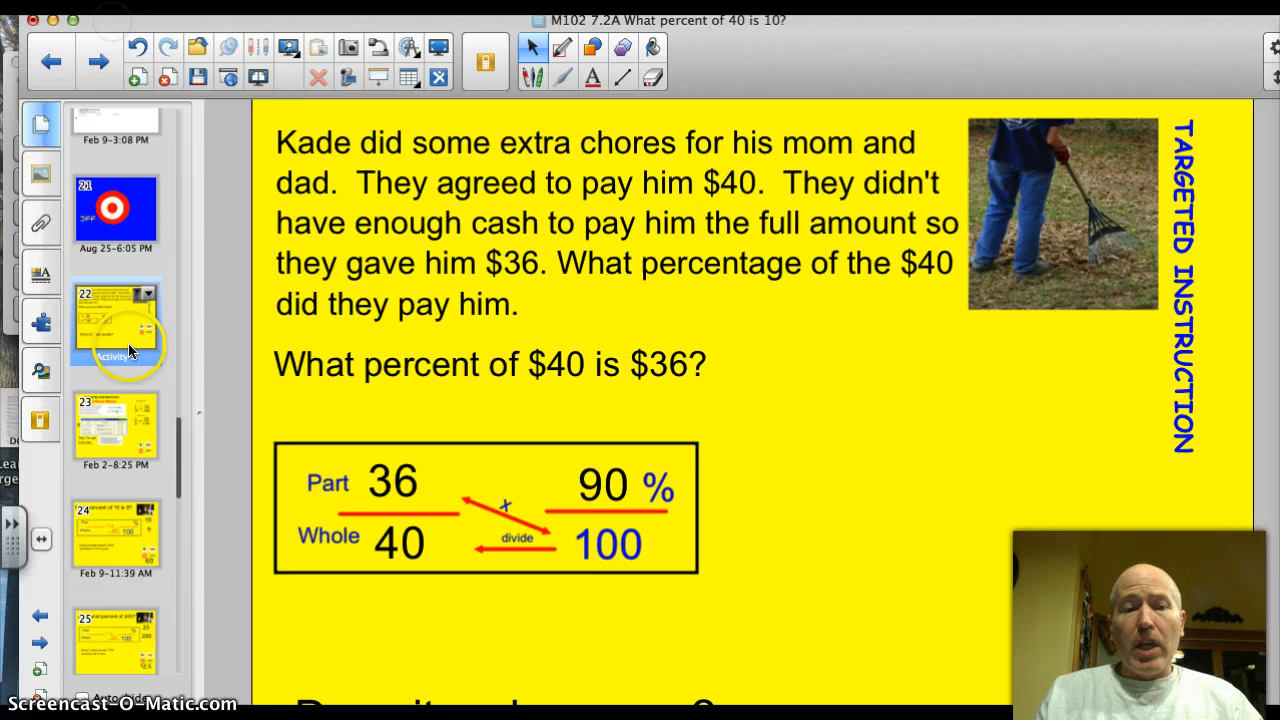 M102 7.2A What percent of 40 is 10?
Feb 9-3:08 PM
21
JFF
Aug 25-6:05 PM
22
Activity
23
Feb 2-8:25 PM
24
Feb 9-11:39 AM
25
Kade did some extra chores for his mom and
dad. They agreed to pay him $40. They didn't
have enough cash to pay him the full amount so
they gave him $36. What percentage of the $40
did they pay him.
What percent of $40 is $36?
Part 36 x 90 %
Whole 40 divide 100
TARGETED INSTRUCTION
Screencast-O-Matic.com